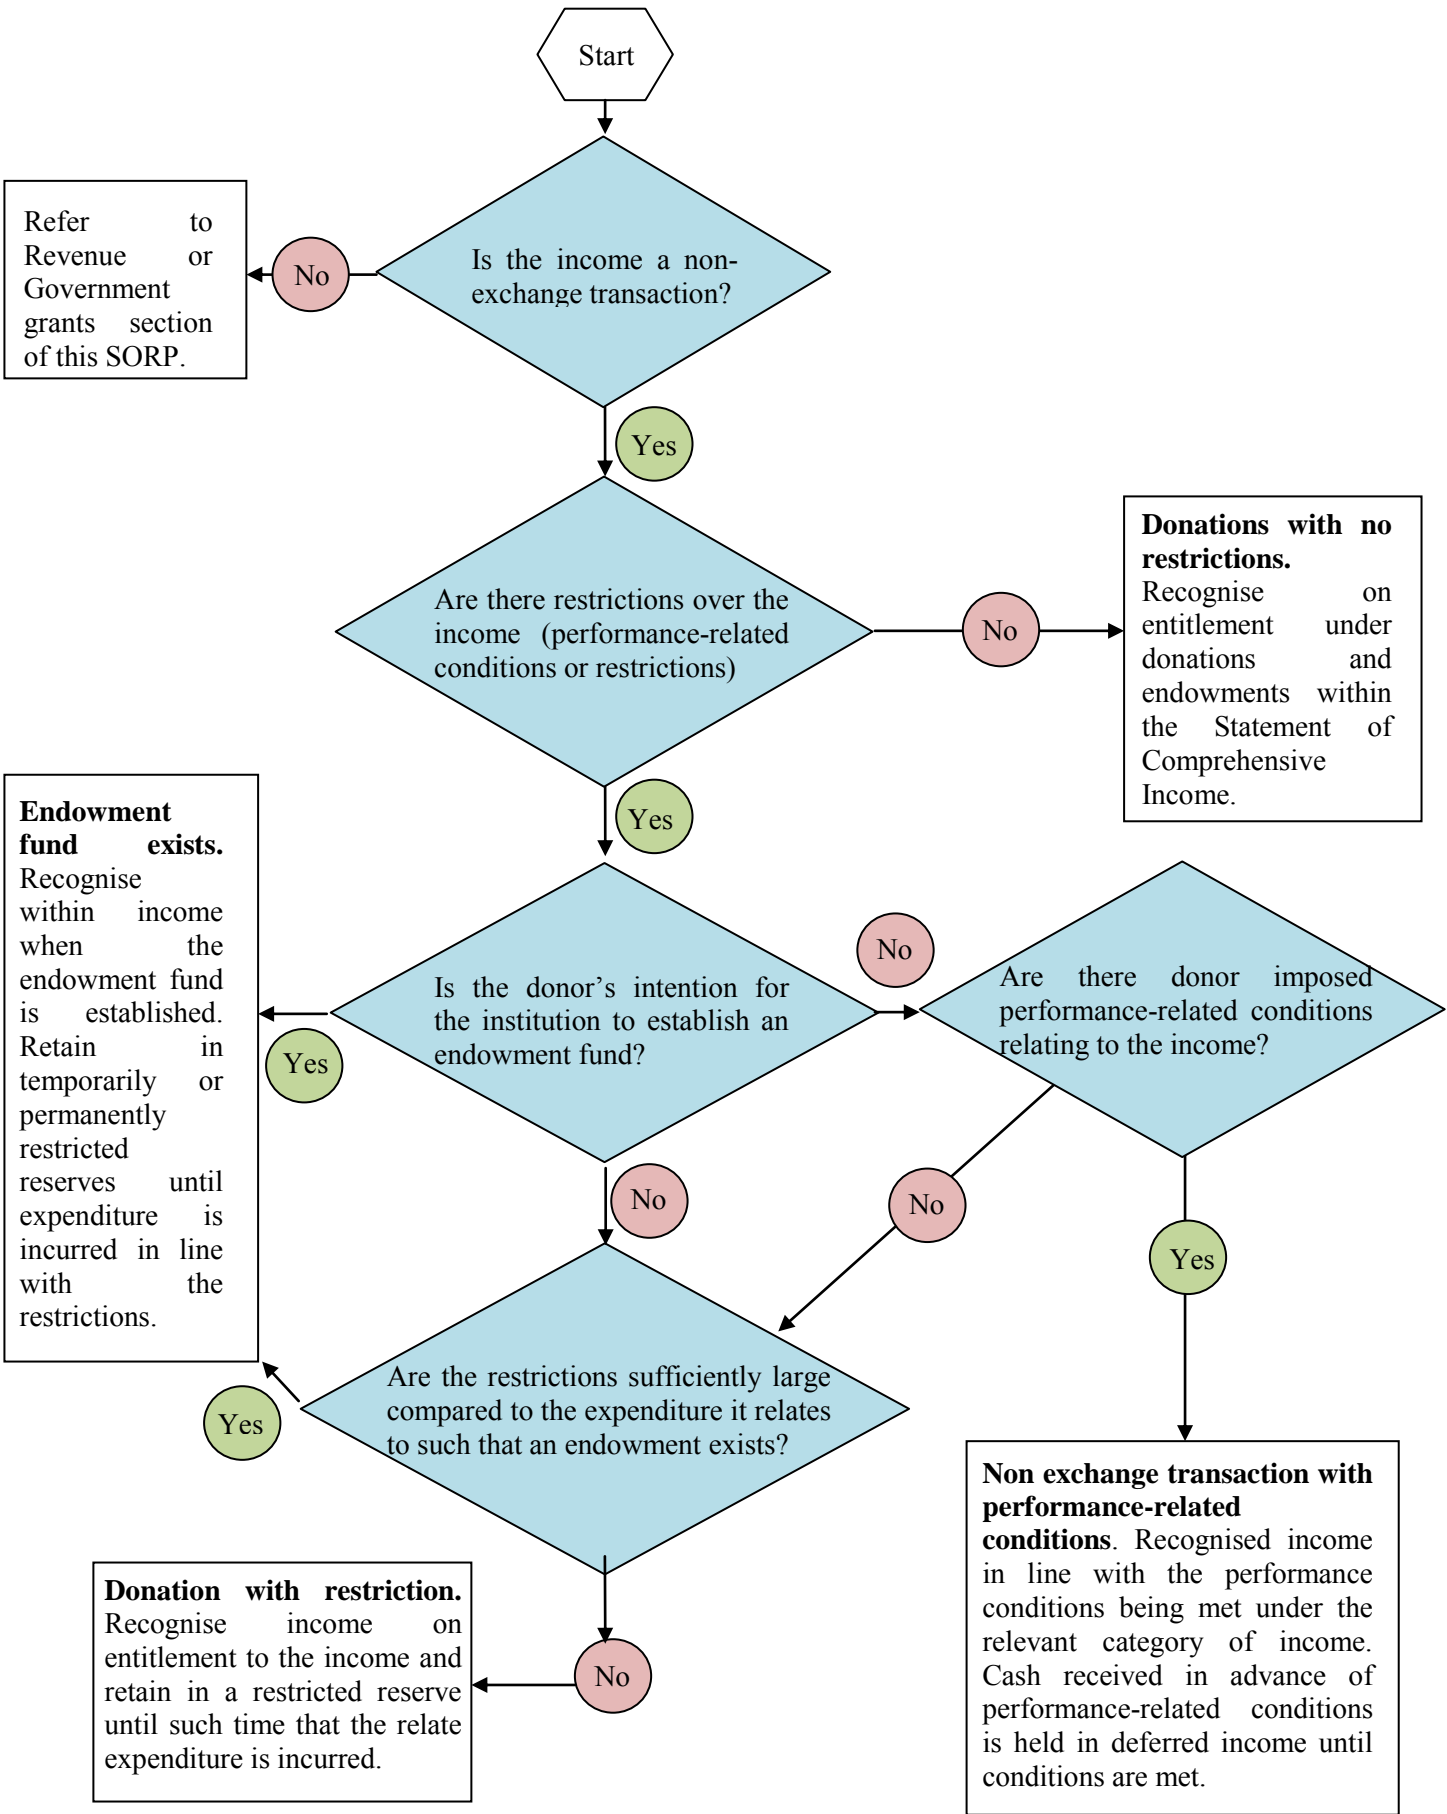 Start
Is the income a non-
exchange transaction?
No
Refer to
Revenue or
Government
grants section
of this SORP.
Yes
Are there restrictions over the
income (performance-related
conditions or restrictions)
No
Donations with no
restrictions.
Recognise on
entitlement under
donations and
endowments within
the Statement of
Comprehensive
Income.
Yes
Is the donor’s intention for
the institution to establish an
endowment fund?
Yes
Endowment
fund exists.
Recognise
within income
when the
endowment fund
is established.
Retain in
temporarily or
permanently
restricted
reserves until
expenditure is
incurred in line
with the
restrictions.
No
Are there donor imposed
performance-related conditions
relating to the income?
No
No
Yes
Are the restrictions sufficiently large
compared to the expenditure it relates
to such that an endowment exists?
Yes
No
Donation with restriction.
Recognise income on
entitlement to the income and
retain in a restricted reserve
until such time that the relate
expenditure is incurred.
Non exchange transaction with
performance-related
conditions. Recognised income
in line with the performance
conditions being met under the
relevant category of income.
Cash received in advance of
performance-related conditions
is held in deferred income until
conditions are met.